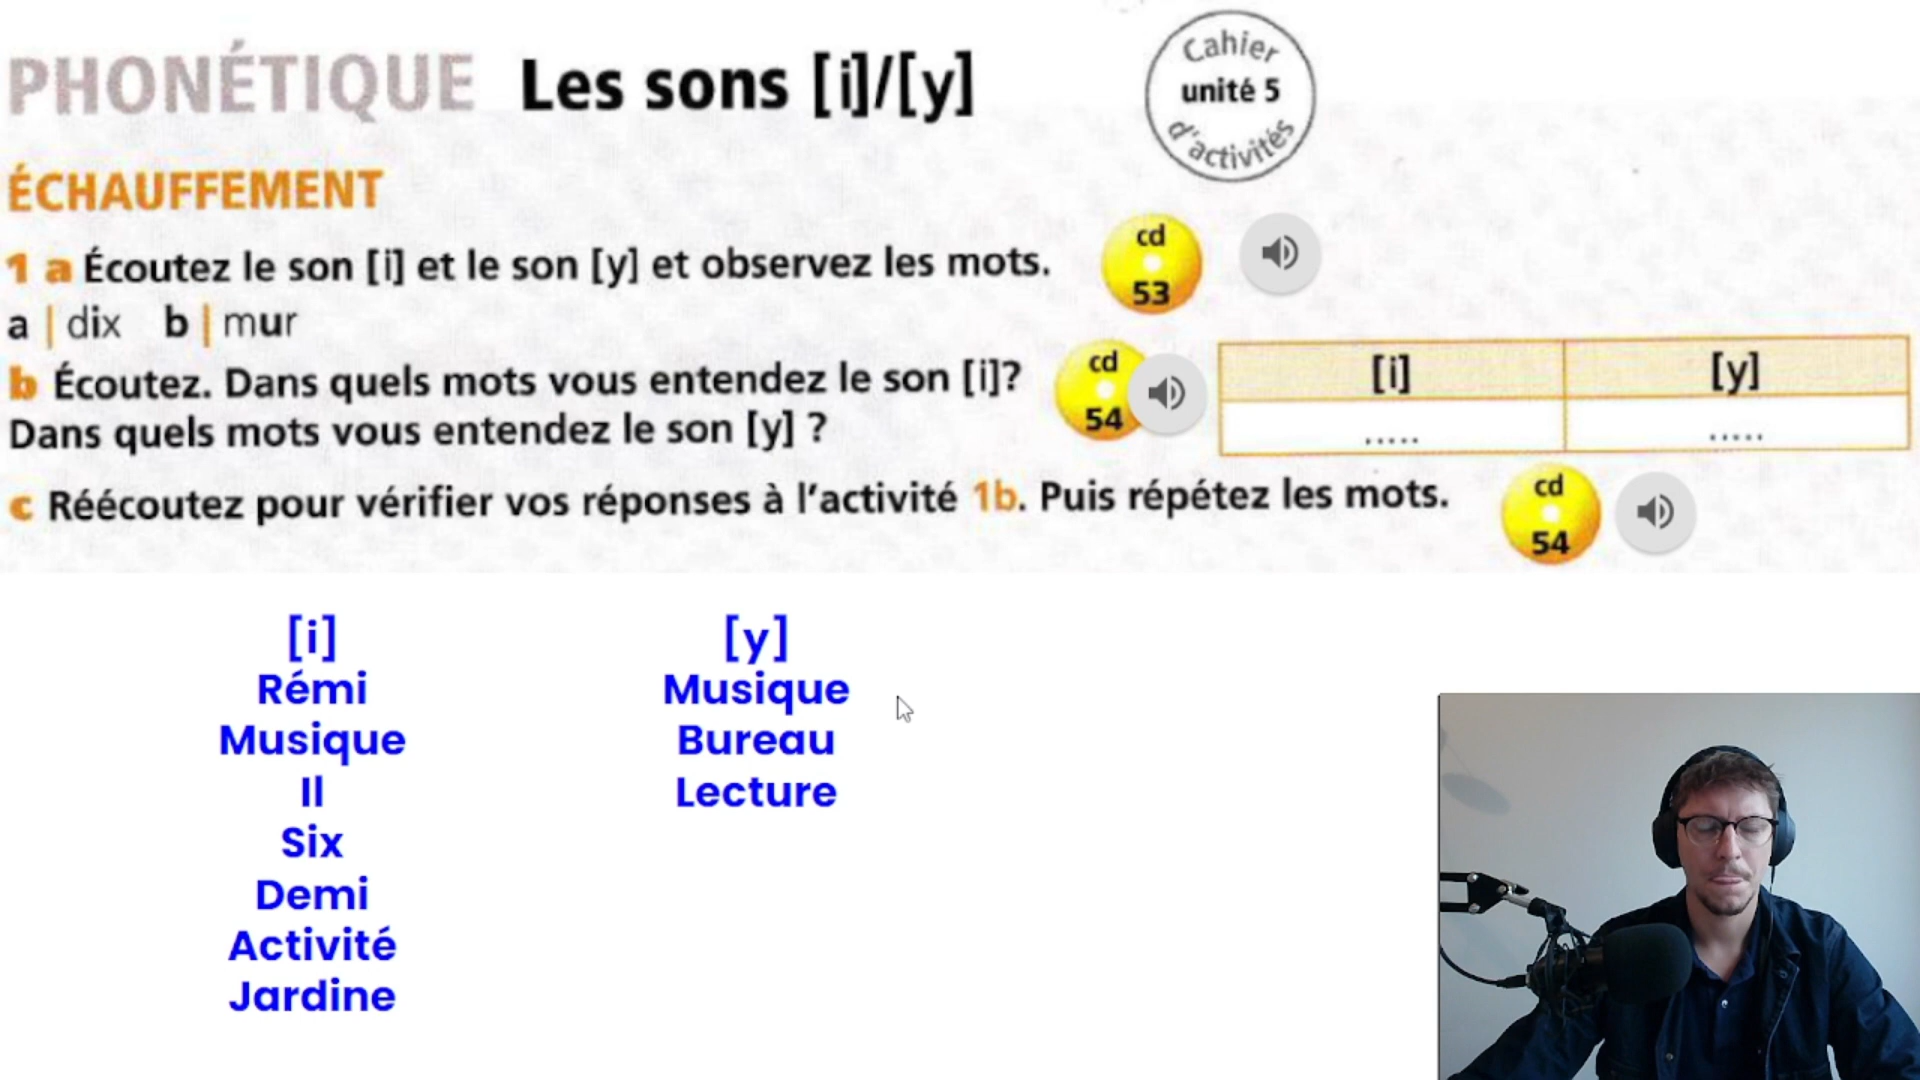 PHONÉTIQUE Les sons [i]/[y]
Cahier
unité 5
d'activités
ÉCHAUFFEMENT
1 a Écoutez le son [i] et le son [y] et observez les mots.
cd
53
a | dix b | mur
b Écoutez. Dans quels mots vous entendez le son [i]?
Dans quels mots vous entendez le son [y] ?
cd
54
[i] [y]
..... .....
c Réécoutez pour vérifier vos réponses à l'activité 1b. Puis répétez les mots.
cd
54
[i]
Rémi
Musique
Il
Six
Demi
Activité
Jardine
[y]
Musique
Bureau
Lecture